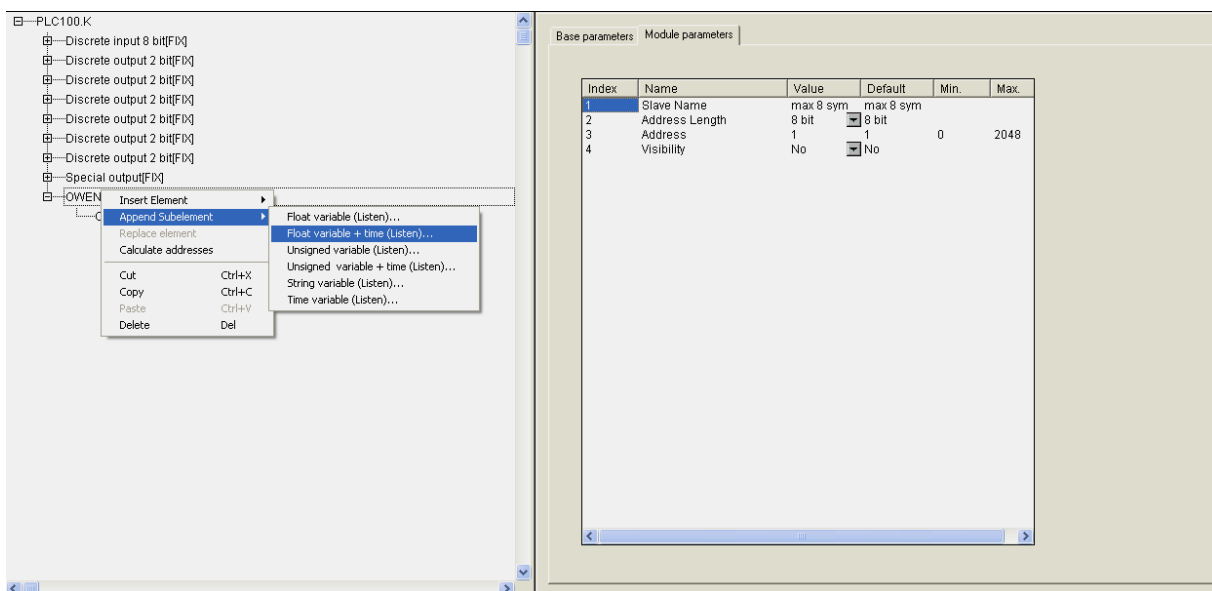 PLC100.K
Discrete input 8 bit[FIX]
Discrete output 2 bit[FIX]
Discrete output 2 bit[FIX]
Discrete output 2 bit[FIX]
Discrete output 2 bit[FIX]
Discrete output 2 bit[FIX]
Discrete output 2 bit[FIX]
Special output[FIX]
OWEN
Insert Element
Append Subelement
Replace element
Calculate addresses
Cut Ctrl+X
Copy Ctrl+C
Paste Ctrl+V
Delete Del
Float variable (Listen)...
Float variable + time (Listen)...
Unsigned variable (Listen)...
Unsigned variable + time (Listen)...
String variable (Listen)...
Time variable (Listen)...
Base parameters Module parameters
Index Name Value Default Min. Max.
1 Slave Name max 8 sym max 8 sym
2 Address Length 8 bit 8 bit
3 Address 1 1 0 2048
4 Visibility No No